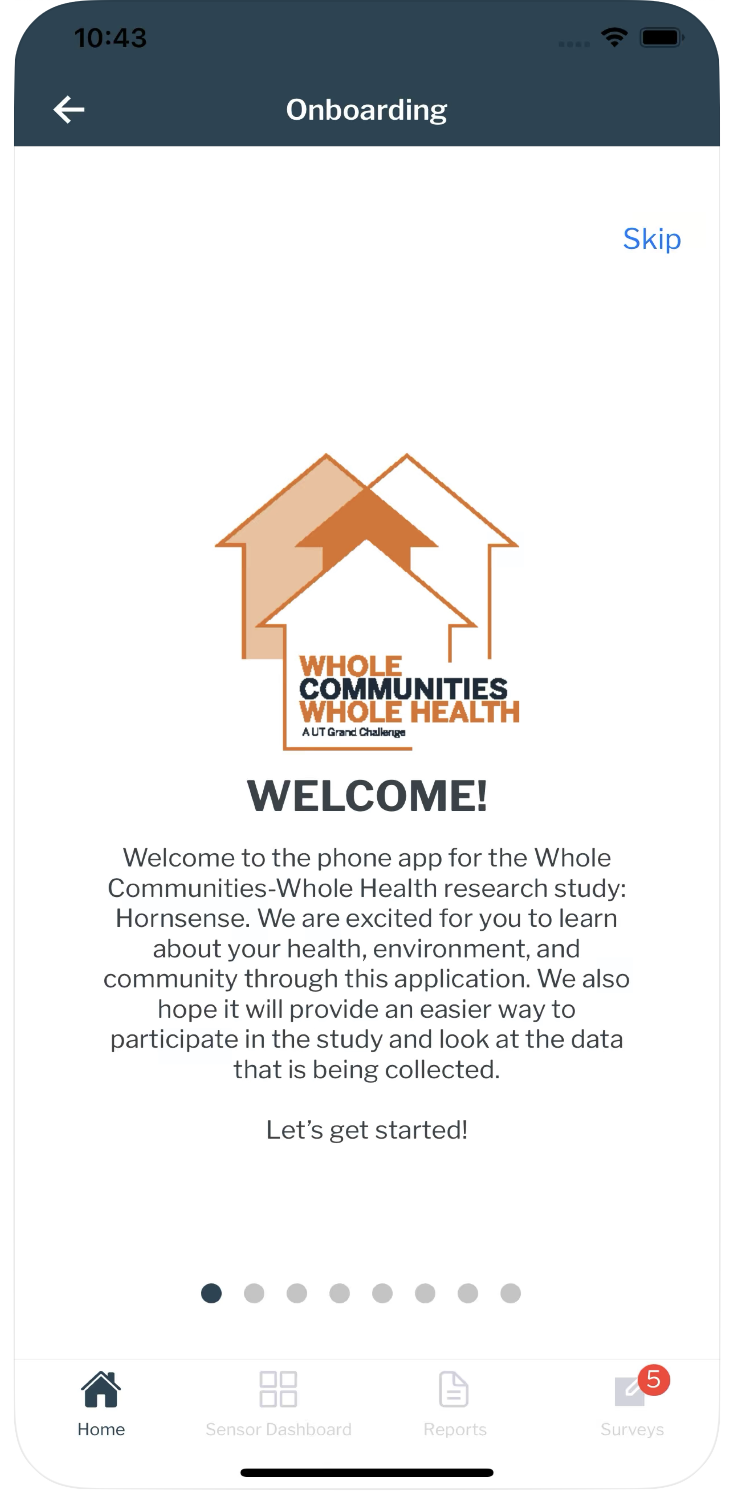 10:43
Onboarding
Skip
WHOLE
COMMUNITIES
WHOLE HEALTH
A UT Grand Challenge
WELCOME!
Welcome to the phone app for the Whole
Communities-Whole Health research study:
Hornsense. We are excited for you to learn
about your health, environment, and
community through this application. We also
hope it will provide an easier way to
participate in the study and look at the data
that is being collected.
Let’s get started!
5
Home
Sensor Dashboard
Reports
Surveys